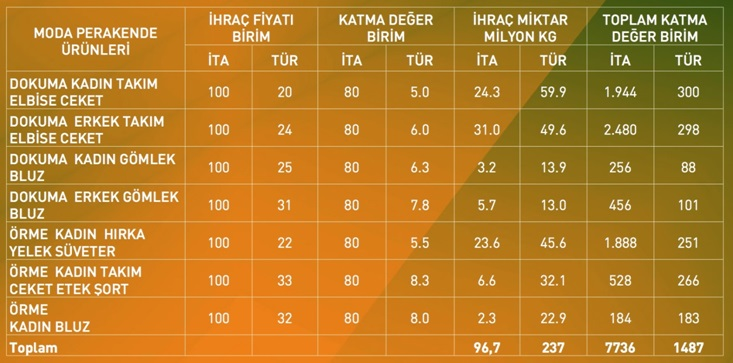 MODA PERAKENDE ÜRÜNLERİ | İHRAÇ FİYATI BİRİM | KATMA DEĞER BİRİM | İHRAÇ MİKTAR MİLYON KG | TOPLAM KATMA DEĞER BİRİM
İTA TÜR İTA TÜR İTA TÜR İTA TÜR
DOKUMA KADIN TAKIM
ELBİSE CEKET 100 20 80 5.0 24.3 59.9 1.944 300
DOKUMA ERKEK TAKIM
ELBİSE CEKET 100 24 80 6.0 31.0 49.6 2.480 298
DOKUMA KADIN GÖMLEK
BLUZ 100 25 80 6.3 3.2 13.9 256 88
DOKUMA ERKEK GÖMLEK
BLUZ 100 31 80 7.8 5.7 13.0 456 101
ÖRME KADIN HIRKA
YELEK SÜVETER 100 22 80 5.5 23.6 45.6 1.888 251
ÖRME KADIN TAKIM
CEKET ETEK ŞORT 100 33 80 8.3 6.6 32.1 528 266
ÖRME
KADIN BLUZ 100 32 80 8.0 2.3 22.9 184 183
Toplam 96,7 237 7736 1487